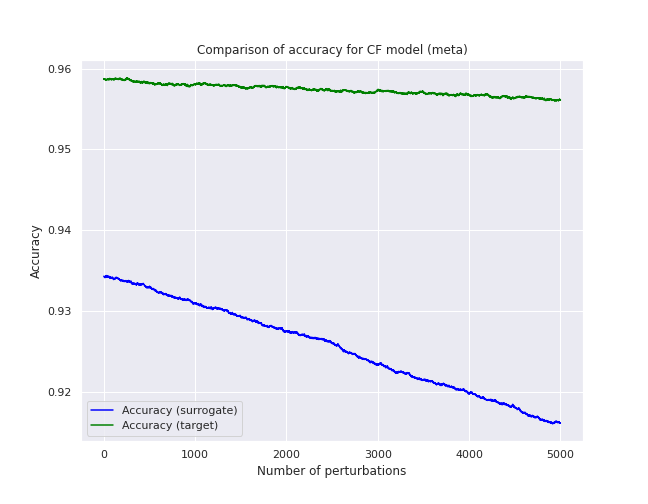 Comparison of accuracy for CF model (meta)
0.96
0.95
0.94
0.93
0.92
Accuracy
Accuracy (surrogate)
Accuracy (target)
0 1000 2000 3000 4000 5000
Number of perturbations